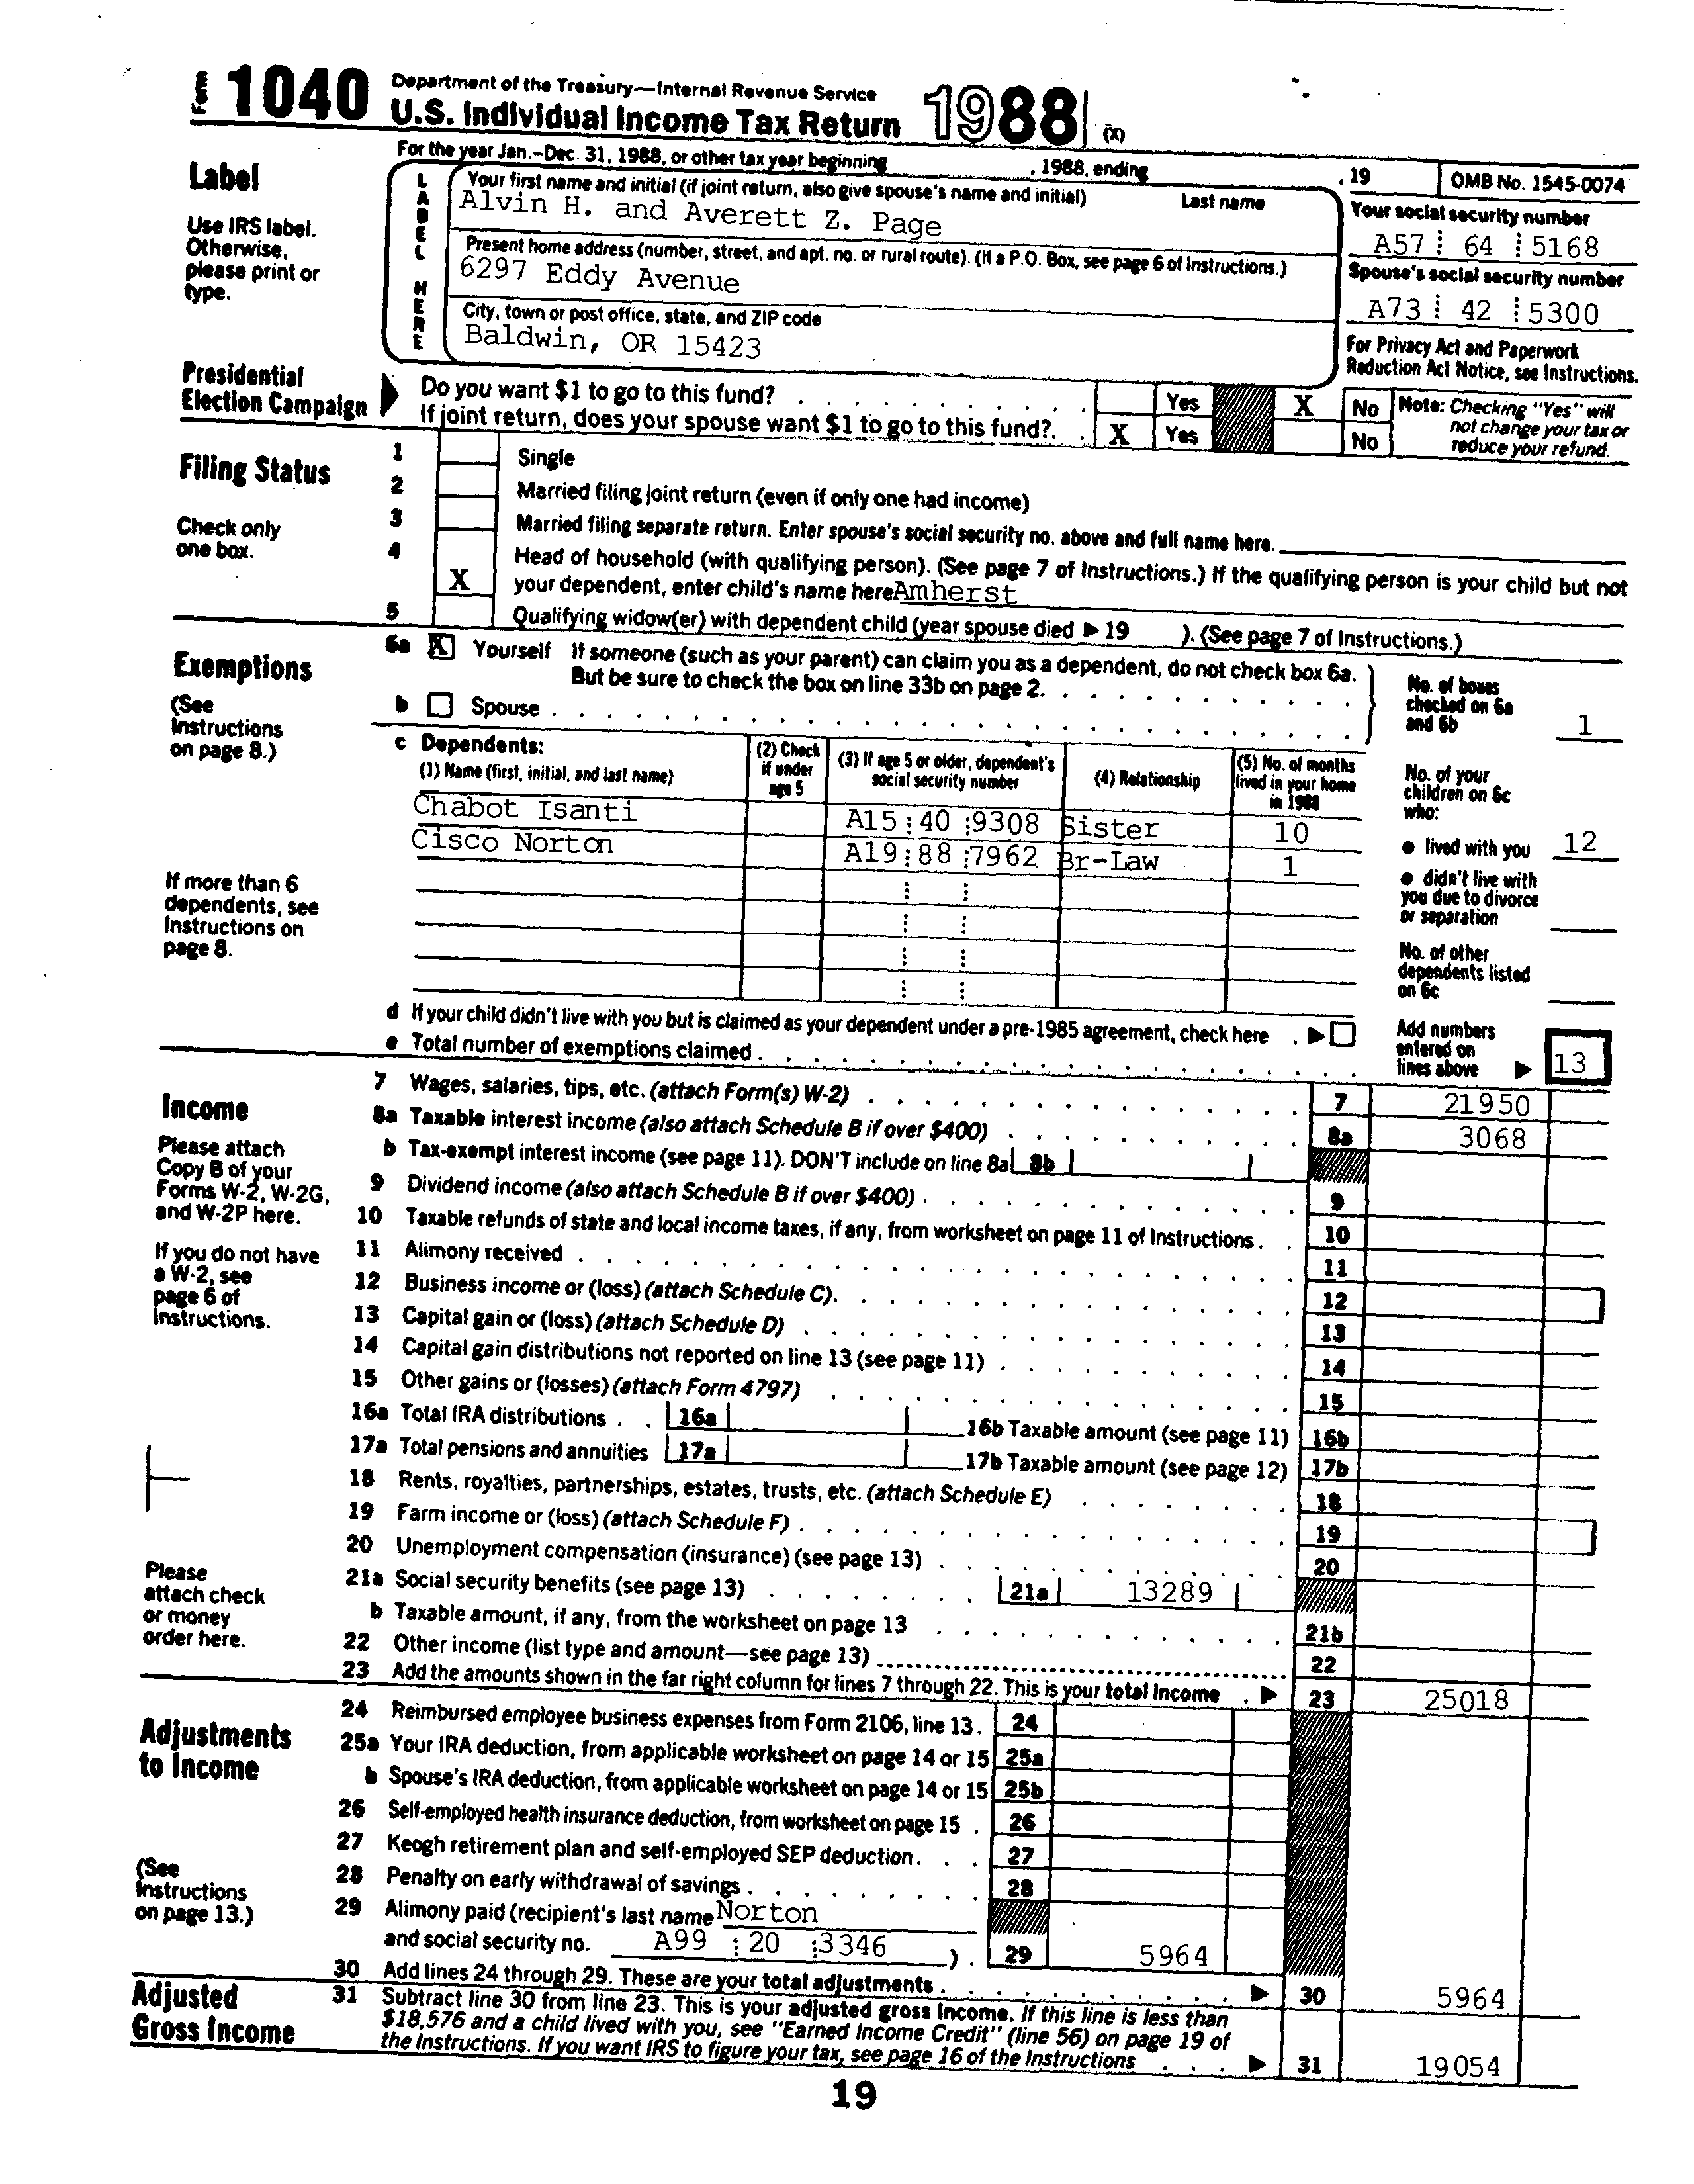 Form 1040 Department of the Treasury—Internal Revenue Service
U.S. Individual Income Tax Return 1988 (X)
For the year Jan.–Dec. 31, 1988, or other tax year beginning , 1988, ending , 19 OMB No. 1545-0074
Label
Use IRS label.
Otherwise,
please print or
type.
LABEL HERE
Your first name and initial (if joint return, also give spouse's name and initial) Last name
Alvin H. and Averett Z. Page
Your social security number
A57 64 5168
Present home address (number, street, and apt. no. or rural route). (If a P.O. Box, see page 6 of Instructions.)
6297 Eddy Avenue
Spouse's social security number
A73 42 5300
City, town or post office, state, and ZIP code
Baldwin, OR 15423
For Privacy Act and Paperwork
Reduction Act Notice, see Instructions.
Presidential
Election Campaign
Do you want $1 to go to this fund? Yes X No
If joint return, does your spouse want $1 to go to this fund? X Yes No
Note: Checking "Yes" will
not change your tax or
reduce your refund.
Filing Status
Check only
one box.
1 Single
2 Married filing joint return (even if only one had income)
3 Married filing separate return. Enter spouse's social security no. above and full name here.
4 Head of household (with qualifying person). (See page 7 of Instructions.) If the qualifying person is your child but not
X your dependent, enter child's name here Amherst
5 Qualifying widow(er) with dependent child (year spouse died ▶ 19 ). (See page 7 of Instructions.)
Exemptions
(See
Instructions
on page 8.)
6a X Yourself If someone (such as your parent) can claim you as a dependent, do not check box 6a.
But be sure to check the box on line 33b on page 2.
b Spouse
No. of boxes
checked on 6a
and 6b 1
c Dependents:
(1) Name (first, initial, and last name)
(2) Check
if under
age 5
(3) If age 5 or older, dependent's
social security number
(4) Relationship
(5) No. of months
lived in your home
in 1988
Chabot Isanti A15 40 9308 Sister 10
Cisco Norton A19 88 7962 Br-Law 1
No. of your
children on 6c
who:
● lived with you 12
● didn't live with
you due to divorce
or separation
No. of other
dependents listed
on 6c
If more than 6
dependents, see
Instructions on
page 8.
d If your child didn't live with you but is claimed as your dependent under a pre-1985 agreement, check here ▶
e Total number of exemptions claimed
Add numbers
entered on
lines above ▶ 13
Income
Please attach
Copy B of your
Forms W-2, W-2G,
and W-2P here.
If you do not have
a W-2, see
page 6 of
Instructions.
Please
attach check
or money
order here.
7 Wages, salaries, tips, etc. (attach Form(s) W-2) 7 21950
8a Taxable interest income (also attach Schedule B if over $400) 8a 3068
b Tax-exempt interest income (see page 11). DON'T include on line 8a 8b
9 Dividend income (also attach Schedule B if over $400) 9
10 Taxable refunds of state and local income taxes, if any, from worksheet on page 11 of Instructions 10
11 Alimony received 11
12 Business income or (loss) (attach Schedule C) 12
13 Capital gain or (loss) (attach Schedule D) 13
14 Capital gain distributions not reported on line 13 (see page 11) 14
15 Other gains or (losses) (attach Form 4797) 15
16a Total IRA distributions 16a 16b Taxable amount (see page 11) 16b
17a Total pensions and annuities 17a 17b Taxable amount (see page 12) 17b
18 Rents, royalties, partnerships, estates, trusts, etc. (attach Schedule E) 18
19 Farm income or (loss) (attach Schedule F) 19
20 Unemployment compensation (insurance) (see page 13) 20
21a Social security benefits (see page 13) 21a 13289
b Taxable amount, if any, from the worksheet on page 13 21b
22 Other income (list type and amount—see page 13) 22
23 Add the amounts shown in the far right column for lines 7 through 22. This is your total income ▶ 23 25018
Adjustments
to Income
(See
Instructions
on page 13.)
24 Reimbursed employee business expenses from Form 2106, line 13. 24
25a Your IRA deduction, from applicable worksheet on page 14 or 15 25a
b Spouse's IRA deduction, from applicable worksheet on page 14 or 15 25b
26 Self-employed health insurance deduction, from worksheet on page 15 26
27 Keogh retirement plan and self-employed SEP deduction 27
28 Penalty on early withdrawal of savings 28
29 Alimony paid (recipient's last name Norton
and social security no. A99 20 3346 ). 29 5964
30 Add lines 24 through 29. These are your total adjustments ▶ 30 5964
Adjusted
Gross Income
31 Subtract line 30 from line 23. This is your adjusted gross income. If this line is less than
$18,576 and a child lived with you, see "Earned Income Credit" (line 56) on page 19 of
the Instructions. If you want IRS to figure your tax, see page 16 of the Instructions ▶ 31 19054
19